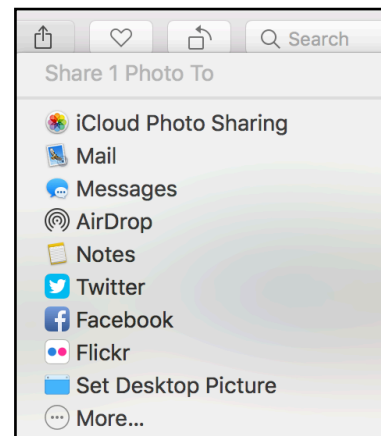 Search
Share 1 Photo To
iCloud Photo Sharing
Mail
Messages
AirDrop
Notes
Twitter
Facebook
Flickr
Set Desktop Picture
More...